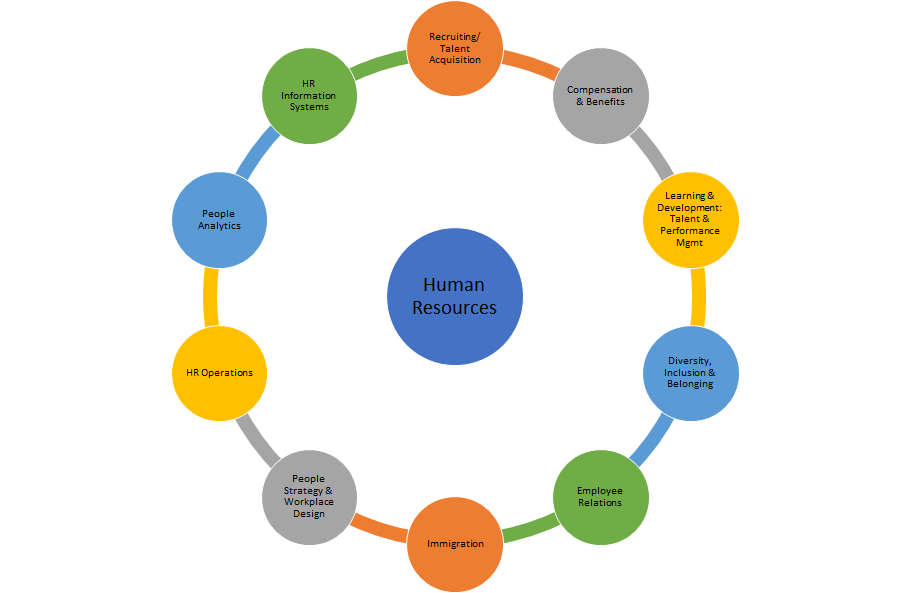 Recruiting/
Talent
Acquisition
Compensation
& Benefits
Learning &
Development:
Talent &
Performance
Mgmt
Diversity,
Inclusion &
Belonging
Employee
Relations
Immigration
People
Strategy &
Workplace
Design
HR Operations
People
Analytics
HR
Information
Systems
Human
Resources